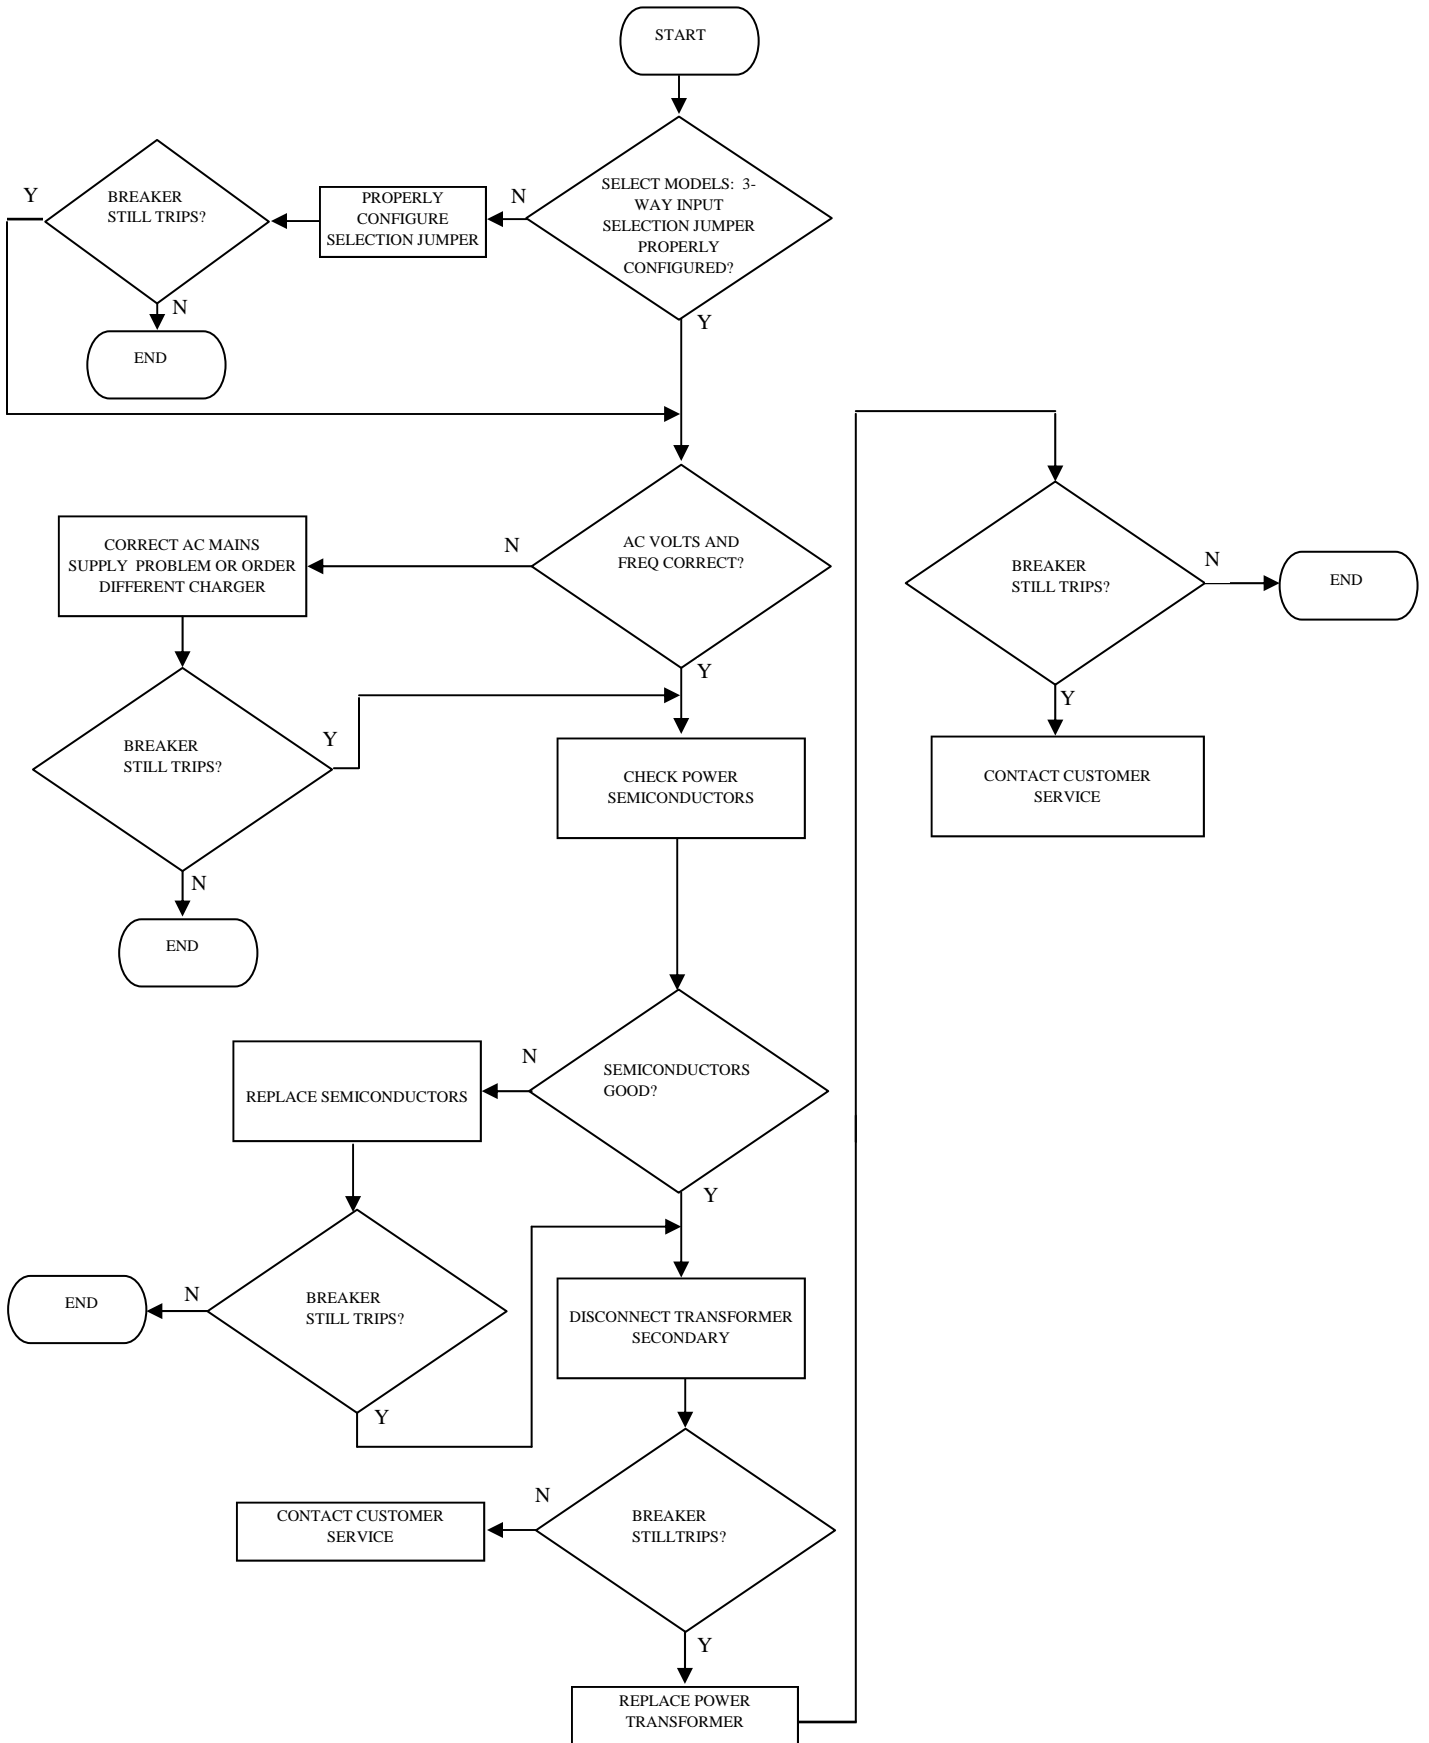 START
SELECT MODELS: 3-
WAY INPUT
SELECTION JUMPER
PROPERLY
CONFIGURED?
N
PROPERLY
CONFIGURE
SELECTION JUMPER
BREAKER
STILL TRIPS?
Y
N
END
Y
AC VOLTS AND
FREQ CORRECT?
N
CORRECT AC MAINS
SUPPLY PROBLEM OR ORDER
DIFFERENT CHARGER
BREAKER
STILL TRIPS?
Y
N
END
Y
CHECK POWER
SEMICONDUCTORS
SEMICONDUCTORS
GOOD?
N
REPLACE SEMICONDUCTORS
BREAKER
STILL TRIPS?
N
END
Y
Y
DISCONNECT TRANSFORMER
SECONDARY
BREAKER
STILLTRIPS?
N
CONTACT CUSTOMER
SERVICE
Y
REPLACE POWER
TRANSFORMER
BREAKER
STILL TRIPS?
N
END
Y
CONTACT CUSTOMER
SERVICE